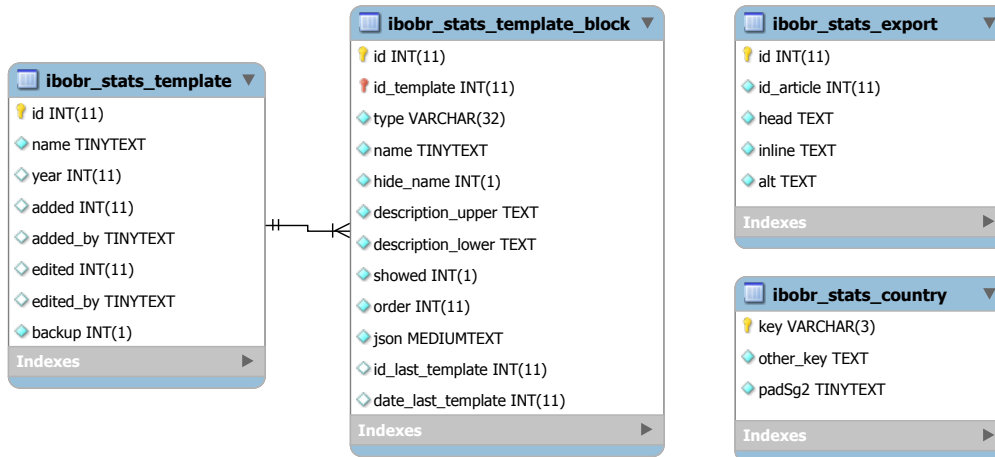 ibobr_stats_template
id INT(11)
name TINYTEXT
year INT(11)
added INT(11)
added_by TINYTEXT
edited INT(11)
edited_by TINYTEXT
backup INT(1)
Indexes
ibobr_stats_template_block
id INT(11)
id_template INT(11)
type VARCHAR(32)
name TINYTEXT
hide_name INT(1)
description_upper TEXT
description_lower TEXT
showed INT(1)
order INT(11)
json MEDIUMTEXT
id_last_template INT(11)
date_last_template INT(11)
Indexes
ibobr_stats_export
id INT(11)
id_article INT(11)
head TEXT
inline TEXT
alt TEXT
Indexes
ibobr_stats_country
key VARCHAR(3)
other_key TEXT
padSg2 TINYTEXT
Indexes